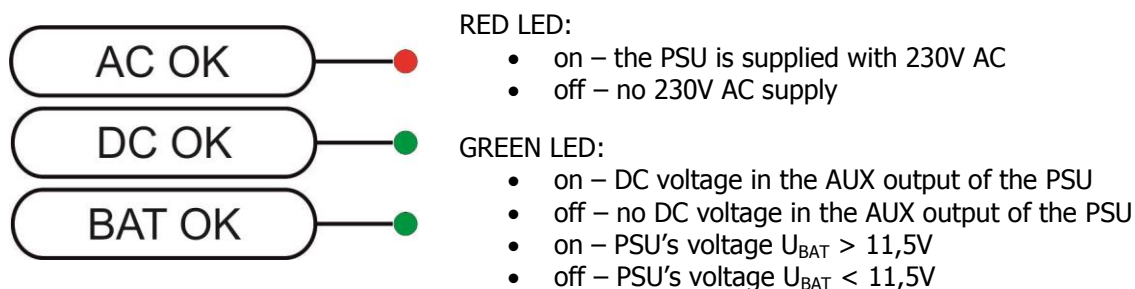 AC OK
DC OK
BAT OK
RED LED:
• on – the PSU is supplied with 230V AC
• off – no 230V AC supply
GREEN LED:
• on – DC voltage in the AUX output of the PSU
• off – no DC voltage in the AUX output of the PSU
• on – PSU’s voltage UBAT > 11,5V
• off – PSU’s voltage UBAT < 11,5V